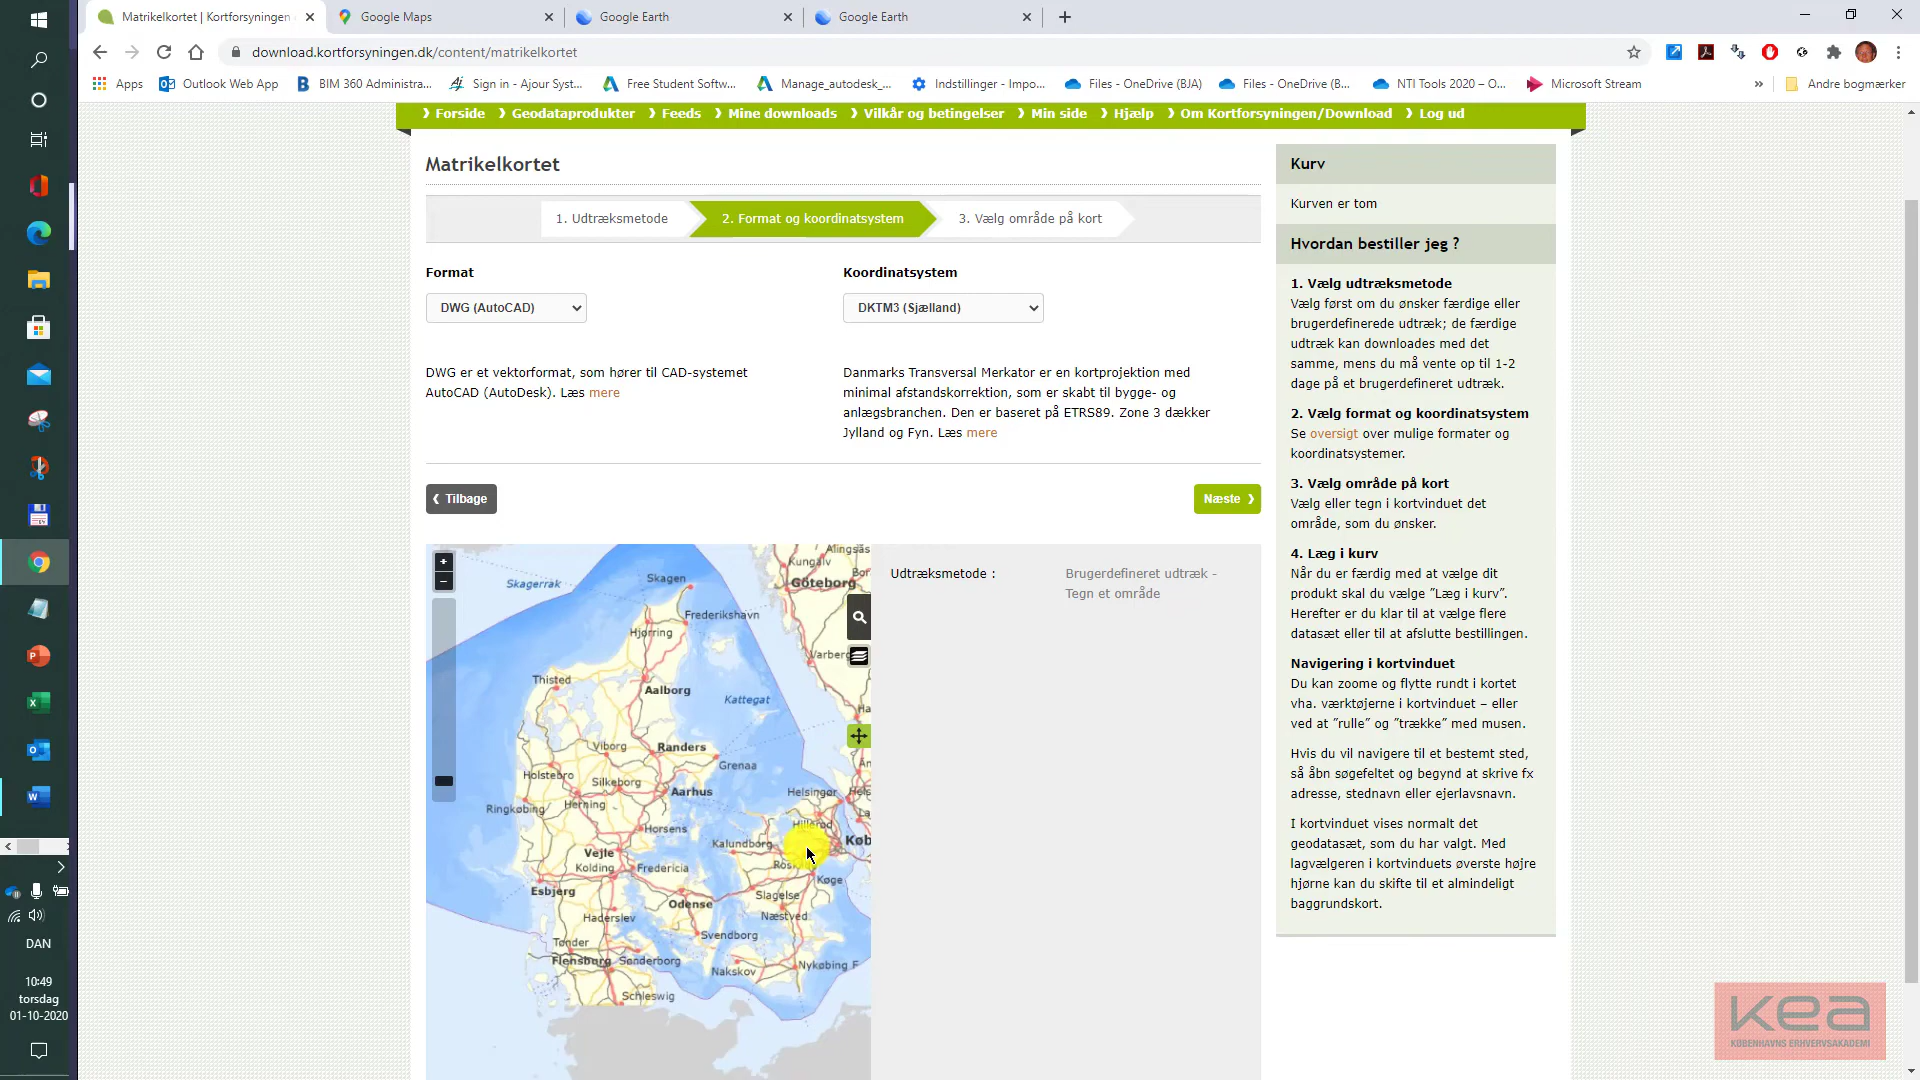 Matrikelkortet | Kortforsyningen
Google Maps
Google Earth
Google Earth
download.kortforsyningen.dk/content/matrikelkortet
Apps
Outlook Web App
BIM 360 Administra...
Sign in - Ajour Syst...
Free Student Softw...
Manage_autodesk_...
Indstillinger - Impo...
Files - OneDrive (BJA)
Files - OneDrive (B...
NTI Tools 2020 – O...
Microsoft Stream
»
Andre bogmærker
Forside
Geodataprodukter
Feeds
Mine downloads
Vilkår og betingelser
Min side
Hjælp
Om Kortforsyningen/Download
Log ud
Matrikelkortet
1. Udtræksmetode
2. Format og koordinatsystem
3. Vælg område på kort
Format
Koordinatsystem
DWG (AutoCAD)
DKTM3 (Sjælland)
DWG er et vektorformat, som hører til CAD-systemet
AutoCAD (AutoDesk). Læs mere
Danmarks Transversal Merkator er en kortprojektion med
minimal afstandskorrektion, som er skabt til bygge- og
anlægsbranchen. Den er baseret på ETRS89. Zone 3 dækker
Jylland og Fyn. Læs mere
Tilbage
Næste
Udtræksmetode :
Brugerdefineret udtræk -
Tegn et område
Alingsås
Kungälv
Göteborg
Skagerrak
Skagen
Frederikshavn
Hjørring
Varberg
Thisted
Aalborg
Kattegat
Viborg
Randers
Grenaa
Holstebro
Silkeborg
Aarhus
Helsingør
Herning
Ringkøbing
Hillerød
Horsens
Kalundborg
Køb
Vejle
Kolding
Fredericia
Køge
Esbjerg
Slagelse
Odense
Haderslev
Næstved
Svendborg
Tønder
Flensburg
Sønderborg
Nakskov
Nykøbing F
Schleswig
Kurv
Kurven er tom
Hvordan bestiller jeg ?
1. Vælg udtræksmetode
Vælg først om du ønsker færdige eller
brugerdefinerede udtræk; de færdige
udtræk kan downloades med det
samme, mens du må vente op til 1-2
dage på et brugerdefineret udtræk.
2. Vælg format og koordinatsystem
Se oversigt over mulige formater og
koordinatsystemer.
3. Vælg område på kort
Vælg eller tegn i kortvinduet det
område, som du ønsker.
4. Læg i kurv
Når du er færdig med at vælge dit
produkt skal du vælge ”Læg i kurv”.
Herefter er du klar til at vælge flere
datasæt eller til at afslutte bestillingen.
Navigering i kortvinduet
Du kan zoome og flytte rundt i kortet
vha. værktøjerne i kortvinduet – eller
ved at ”rulle” og ”trække” med musen.
Hvis du vil navigere til et bestemt sted,
så åbn søgefeltet og begynd at skrive fx
adresse, stednavn eller ejerlavsnavn.
I kortvinduet vises normalt det
geodatasæt, som du har valgt. Med
lagvælgeren i kortvinduets øverste højre
hjørne kan du skifte til et almindeligt
baggrundskort.
DAN
10:49
torsdag
01-10-2020
kea
KØBENHAVNS ERHVERVSAKADEMI